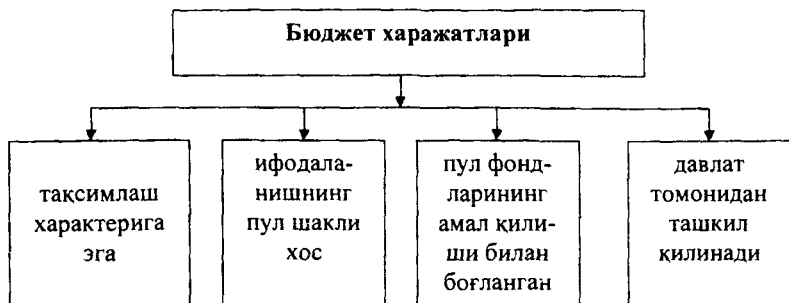 Бюджет харажатлари
тақсимлаш
характерига
эга
ифодала-
нишнинг
пул шакли
хос
пул фонд-
ларининг
амал қили-
ши билан
боғланган
давлат
томонидан
ташкил
қилинади